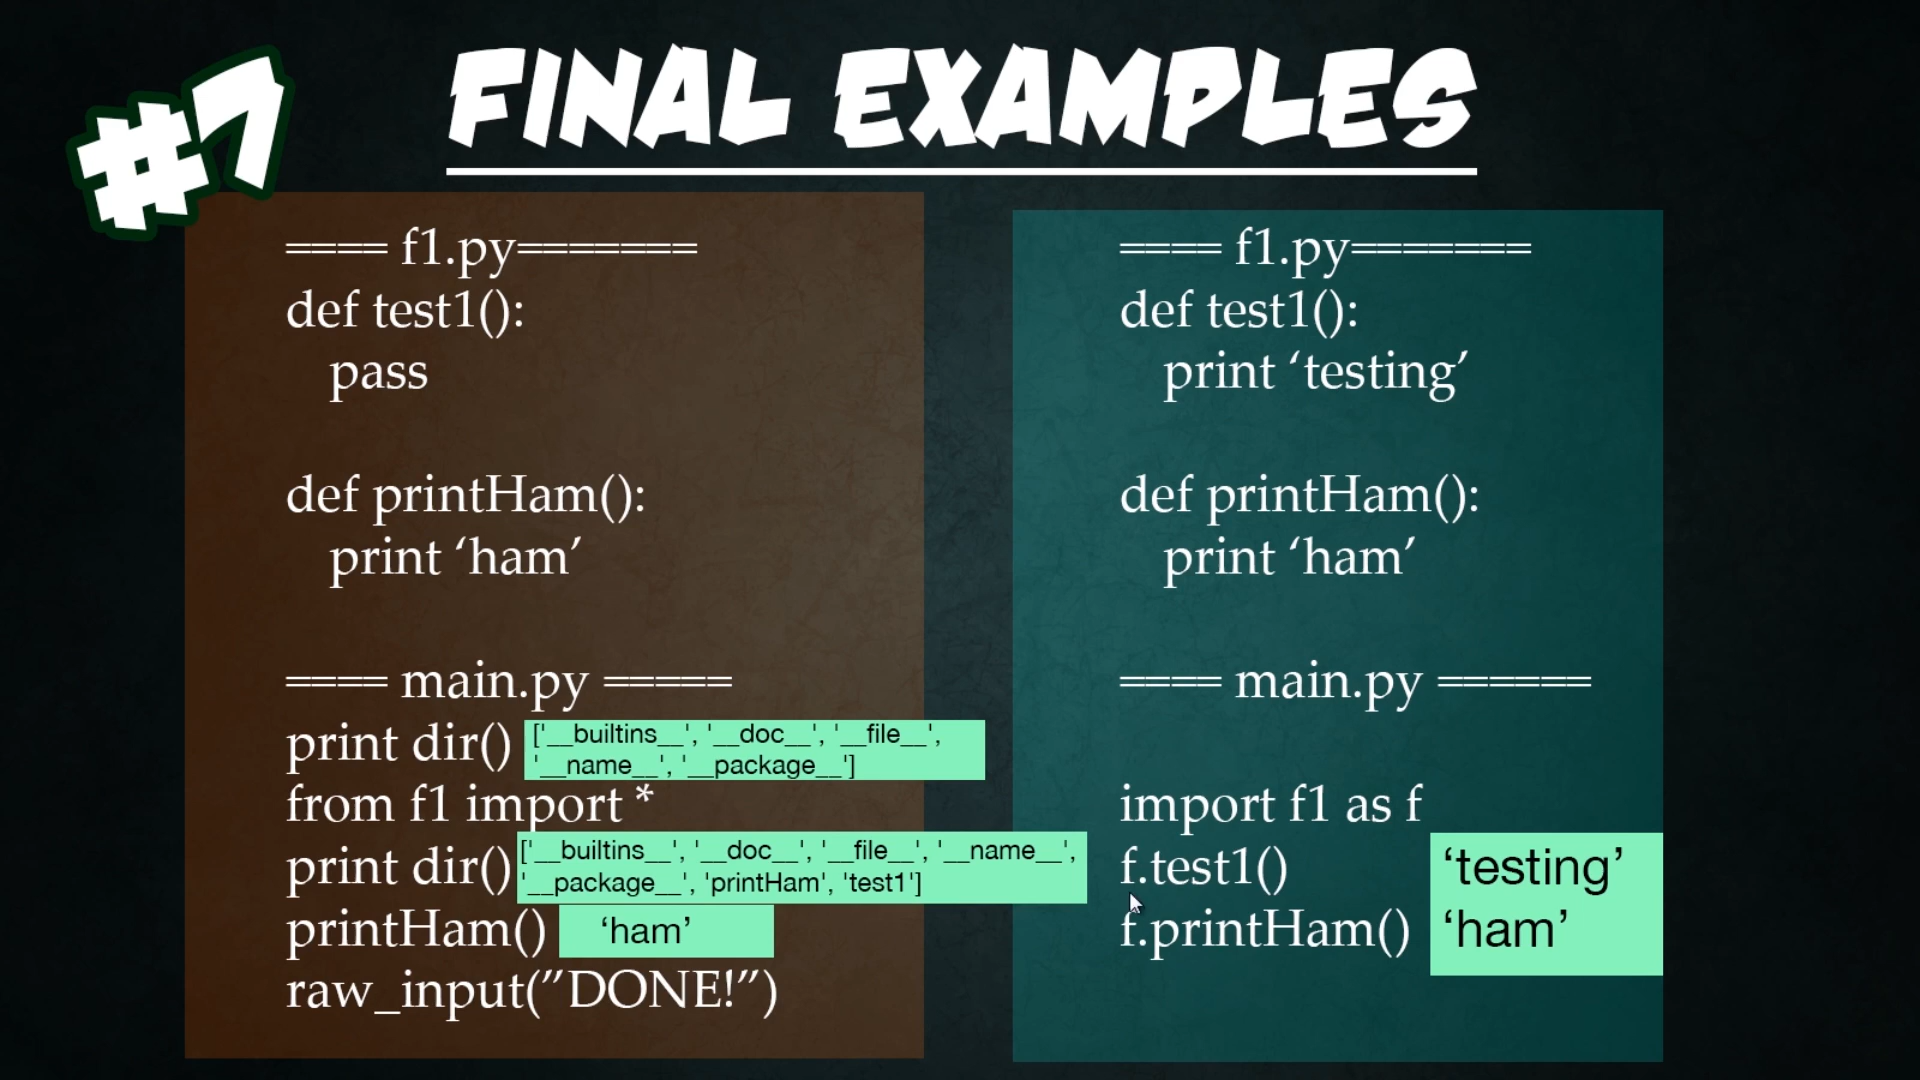 #7
FINAL EXAMPLES
==== f1.py=======
def test1():
pass
def printHam():
print ‘ham’
==== main.py =====
print dir()
['__builtins__', '__doc__', '__file__',
'__name__', '__package__']
from f1 import *
print dir()
['__builtins__', '__doc__', '__file__', '__name__',
'__package__', 'printHam', 'test1']
printHam()
‘ham’
raw_input(”DONE!”)
==== f1.py=======
def test1():
print ‘testing’
def printHam():
print ‘ham’
==== main.py ======
import f1 as f
f.test1()
‘testing’
f.printHam()
‘ham’